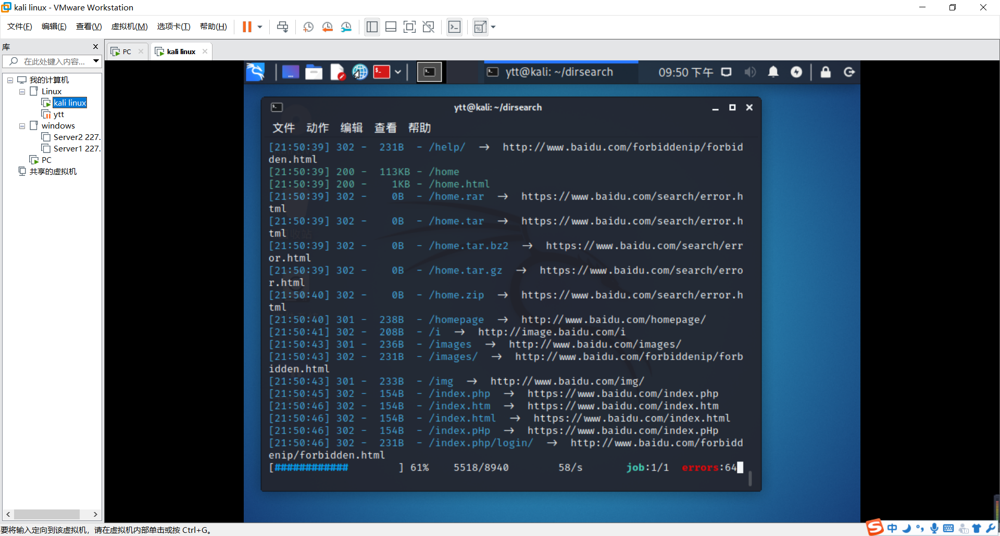 kali linux - VMware Workstation
文件(F) 编辑(E) 查看(V) 虚拟机(M) 选项卡(T) 帮助(H)
库
在此处键入内容...
我的计算机
Linux
kali linux
ytt
windows
Server2 227.
Server1 227.
PC
共享的虚拟机
PC
kali linux
ytt@kali: ~/dirsearch
09:50 下午
ytt@kali: ~/dirsearch
文件 动作 编辑 查看 帮助
[21:50:39] 302 - 231B - /help/ → http://www.baidu.com/forbiddenip/forbid
den.html
[21:50:39] 200 - 113KB - /home
[21:50:39] 200 - 1KB - /home.html
[21:50:39] 302 - 0B - /home.rar → https://www.baidu.com/search/error.h
tml
[21:50:39] 302 - 0B - /home.tar → https://www.baidu.com/search/error.h
tml
[21:50:39] 302 - 0B - /home.tar.bz2 → https://www.baidu.com/search/err
or.html
[21:50:39] 302 - 0B - /home.tar.gz → https://www.baidu.com/search/erro
r.html
[21:50:40] 302 - 0B - /home.zip → https://www.baidu.com/search/error.h
tml
[21:50:40] 301 - 238B - /homepage → http://www.baidu.com/homepage/
[21:50:41] 302 - 208B - /i → http://image.baidu.com/i
[21:50:43] 301 - 236B - /images → http://www.baidu.com/images/
[21:50:43] 302 - 231B - /images/ → http://www.baidu.com/forbiddenip/forb
idden.html
[21:50:43] 301 - 233B - /img → http://www.baidu.com/img/
[21:50:45] 302 - 154B - /index.php → https://www.baidu.com/index.php
[21:50:46] 302 - 154B - /index.htm → https://www.baidu.com/index.htm
[21:50:46] 302 - 154B - /index.html → https://www.baidu.com/index.html
[21:50:46] 302 - 154B - /index.pHp → https://www.baidu.com/index.pHp
[21:50:46] 302 - 231B - /index.php/login/ → http://www.baidu.com/forbidd
enip/forbidden.html
[############ ] 61% 5518/8940 58/s job:1/1 errors:64
要将输入定向到该虚拟机，请在虚拟机内部单击或按 Ctrl+G。
中